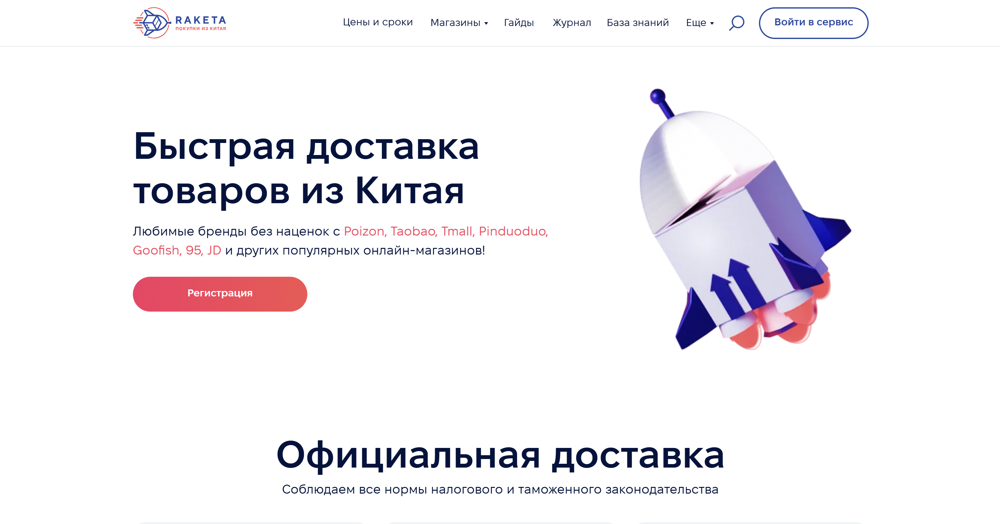 RAKETA
ПОКУПКИ ИЗ КИТАЯ
Цены и сроки
Магазины
Гайды
Журнал
База знаний
Еще
Войти в сервис
Быстрая доставка
товаров из Китая
Любимые бренды без наценок с Poizon, Taobao, Tmall, Pinduoduo,
Goofish, 95, JD и других популярных онлайн-магазинов!
Регистрация
Официальная доставка
Соблюдаем все нормы налогового и таможенного законодательства